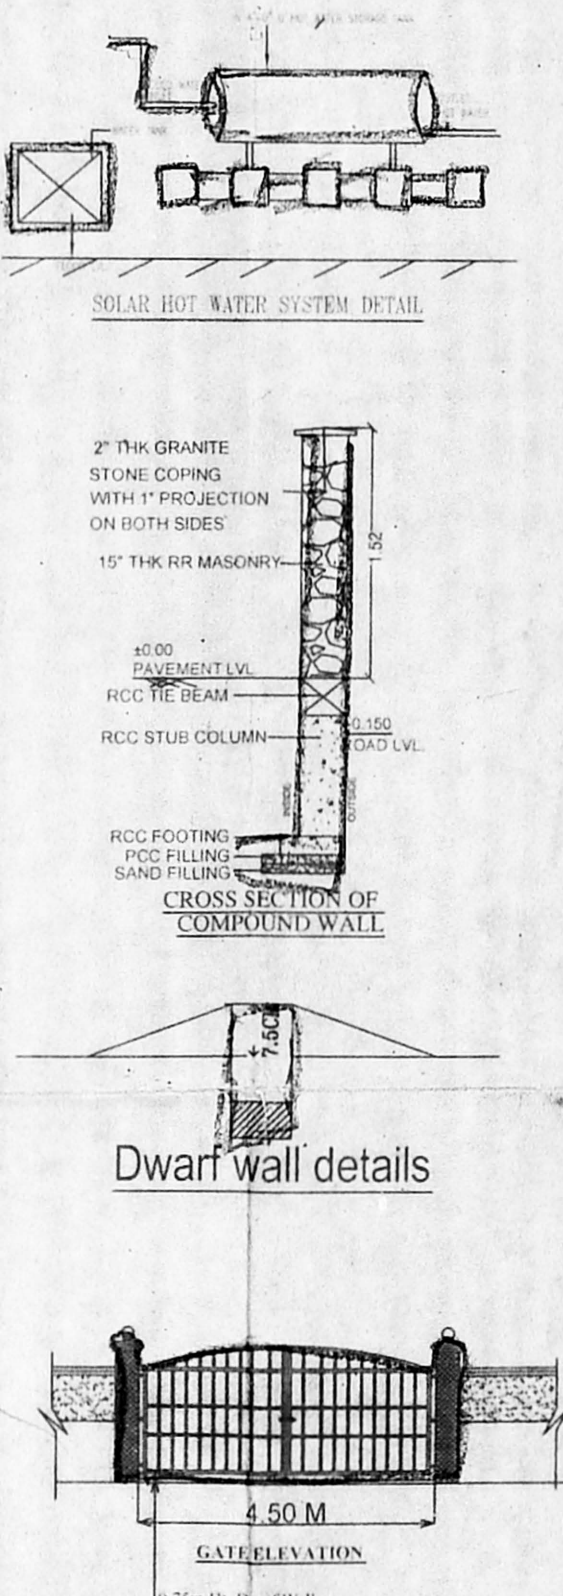 SOLAR HOT WATER SYSTEM DETAIL
2" THK GRANITE
STONE COPING
WITH 1" PROJECTION
ON BOTH SIDES
15" THK RR MASONRY
1.52
±0.00
PAVEMENT LVL
RCC TIE BEAM
RCC STUB COLUMN
-0.150
ROAD LVL.
INSIDE
OUTSIDE
RCC FOOTING
PCC FILLING
SAND FILLING
CROSS SECTION OF
COMPOUND WALL
7.5CM
Dwarf wall details
4.50 M
GATE ELEVATION